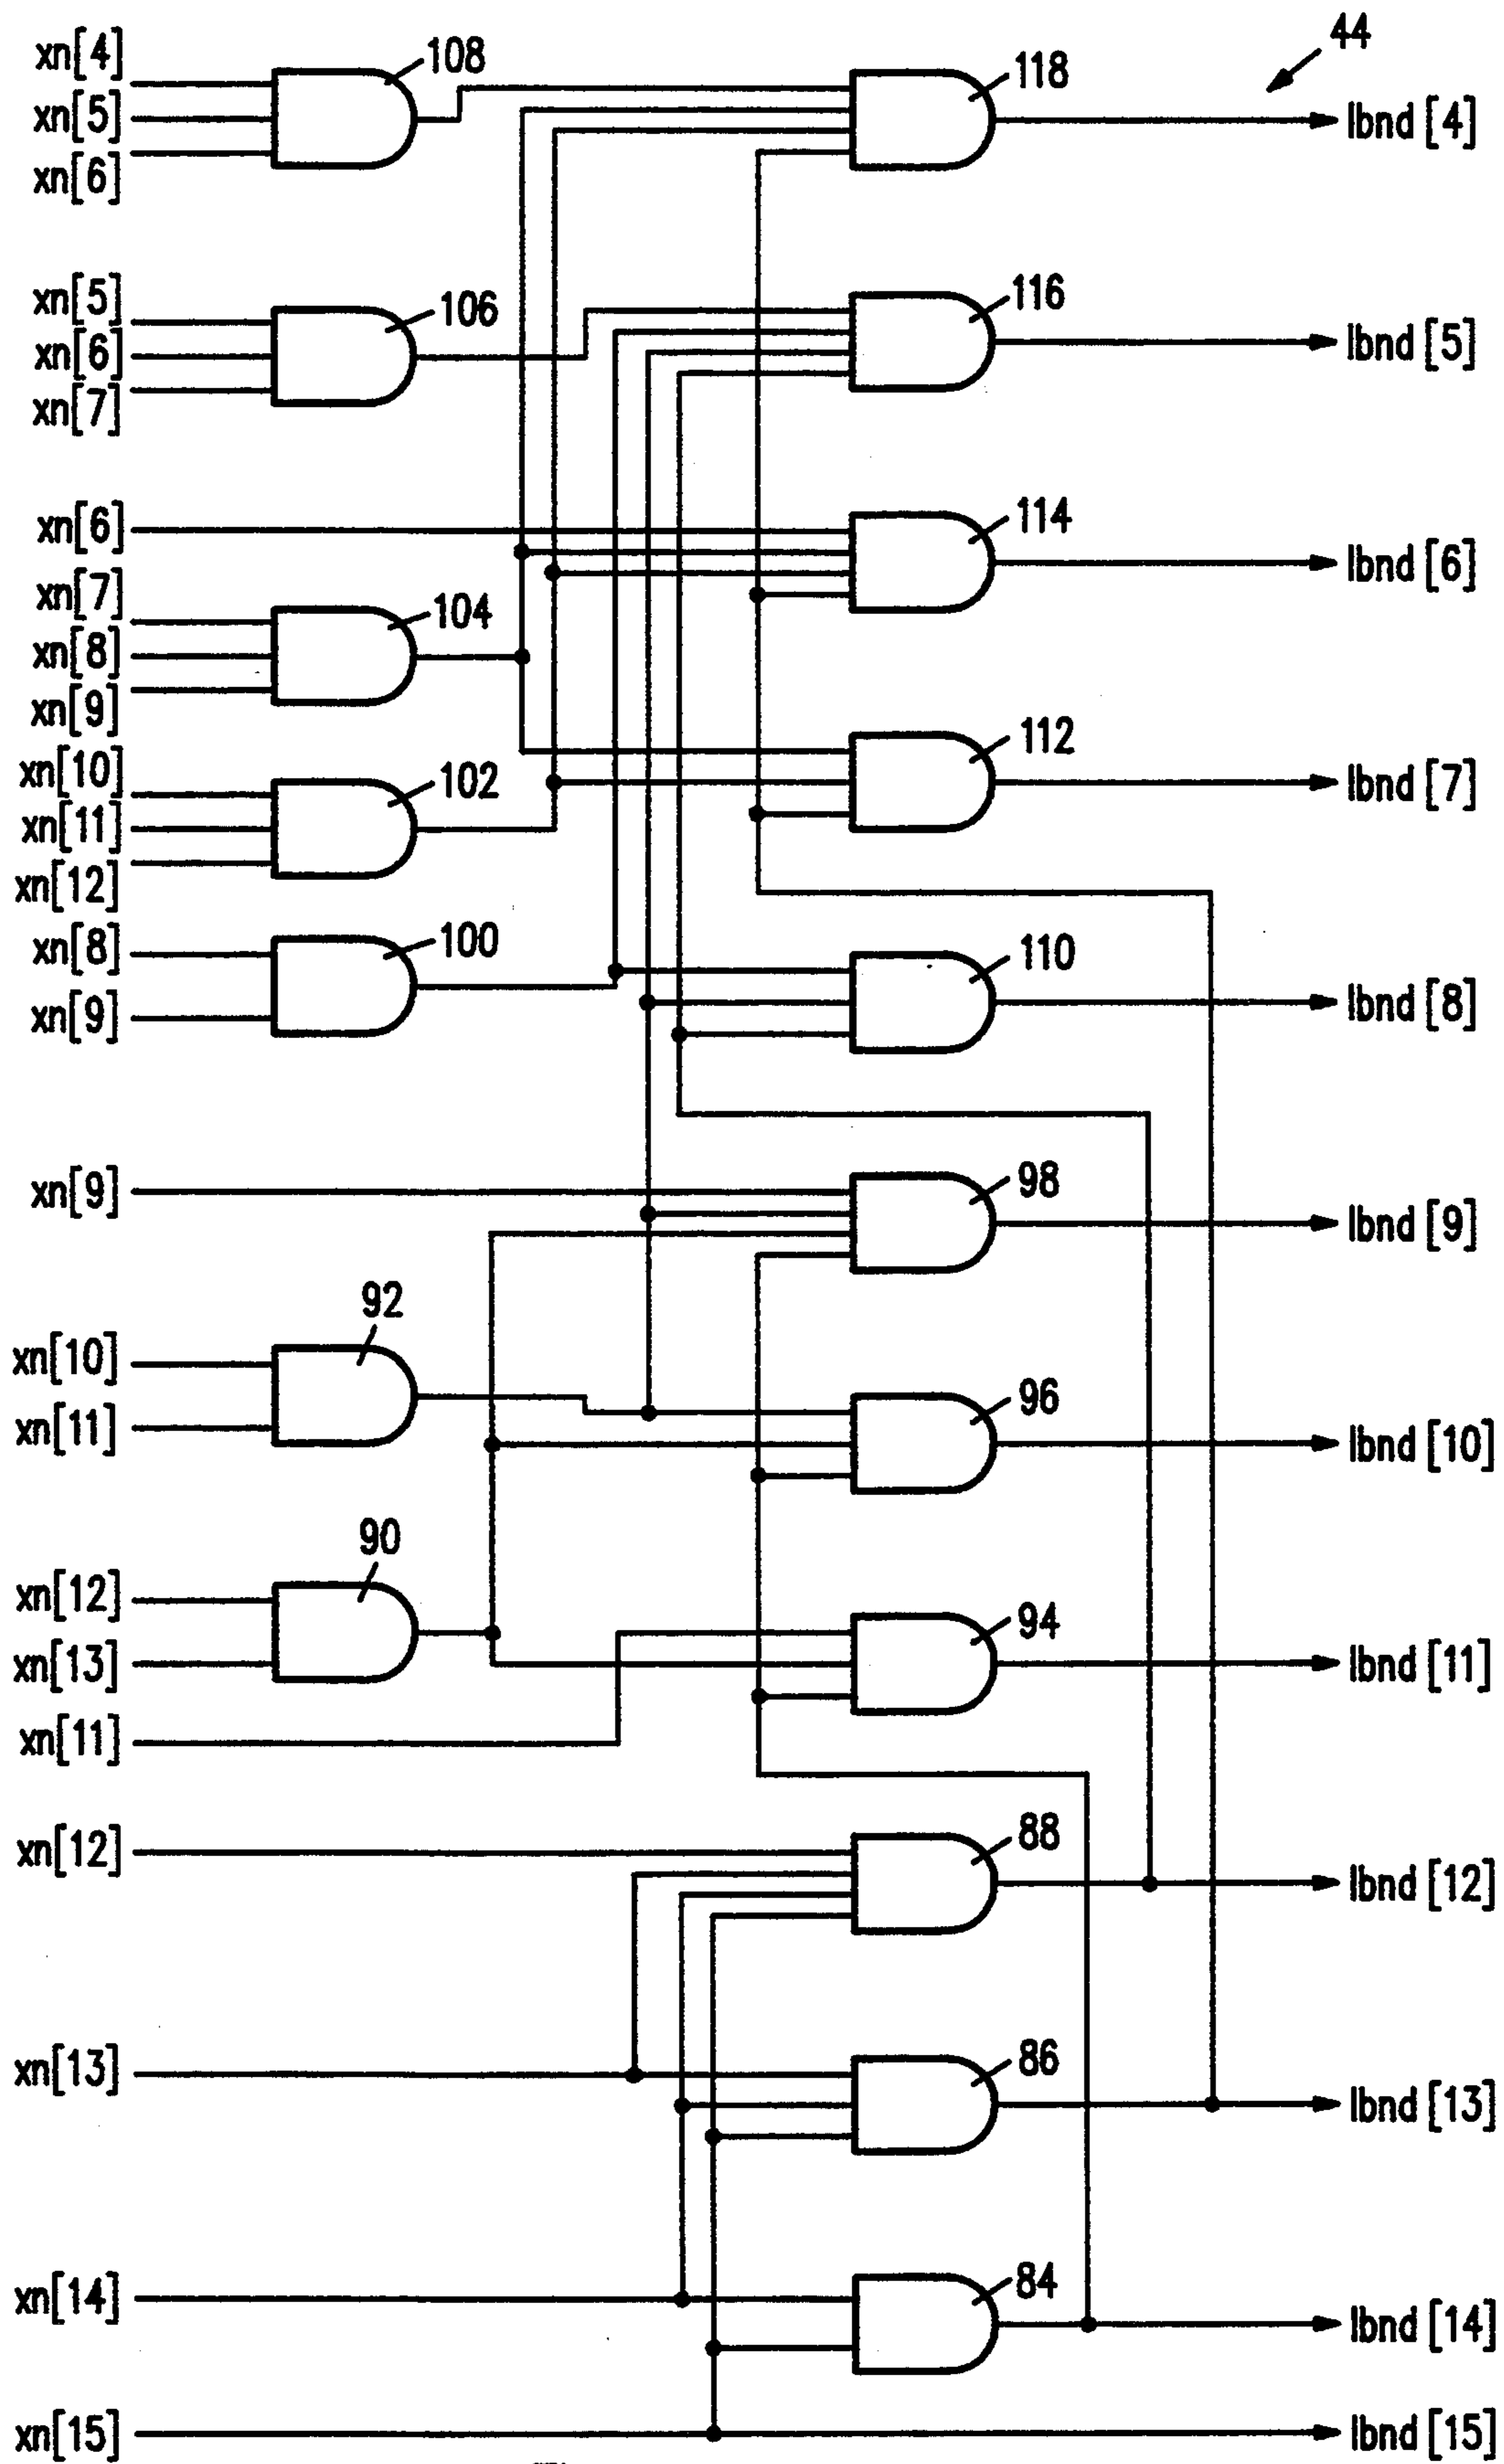 44
xn[4]
108
118
lbnd [4]
xn[5]
xn[6]
xn[5]
106
116
lbnd [5]
xn[6]
xn[7]
xn[6]
114
lbnd [6]
xn[7]
104
xn[8]
xn[9]
112
lbnd [7]
xn[10]
102
xn[11]
xn[12]
xn[8]
100
110
lbnd [8]
xn[9]
xn[9]
98
lbnd [9]
92
xn[10]
96
xn[11]
lbnd [10]
90
xn[12]
94
xn[13]
lbnd [11]
xn[11]
xn[12]
88
lbnd [12]
xn[13]
86
lbnd [13]
xn[14]
84
lbnd [14]
xn[15]
lbnd [15]